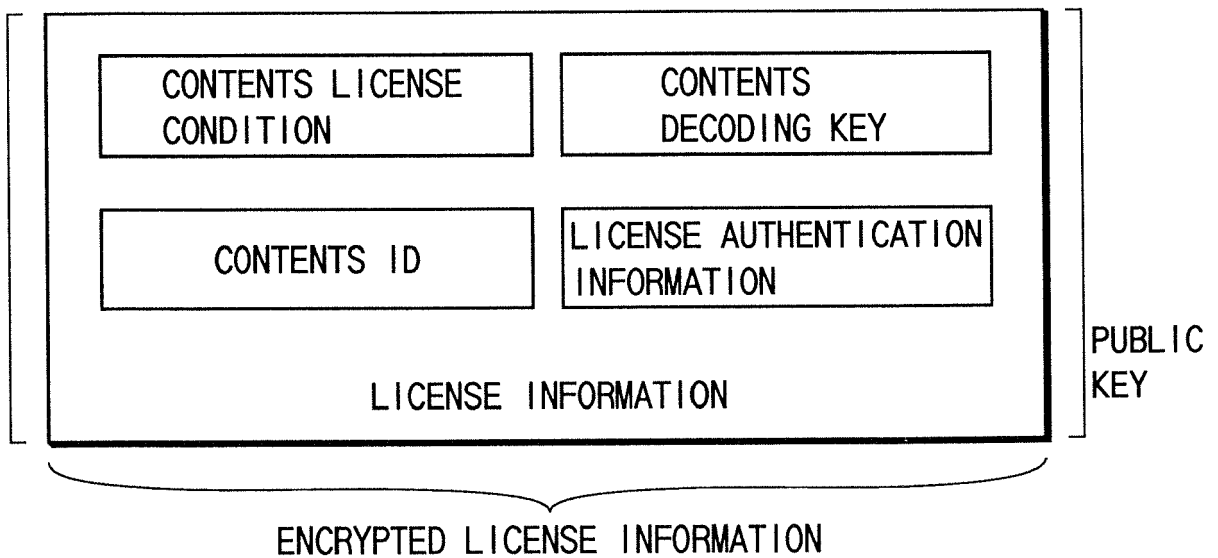 CONTENTS LICENSE
CONDITION
CONTENTS
DECODING KEY
CONTENTS ID
LICENSE AUTHENTICATION
INFORMATION
LICENSE INFORMATION
PUBLIC
KEY
ENCRYPTED LICENSE INFORMATION